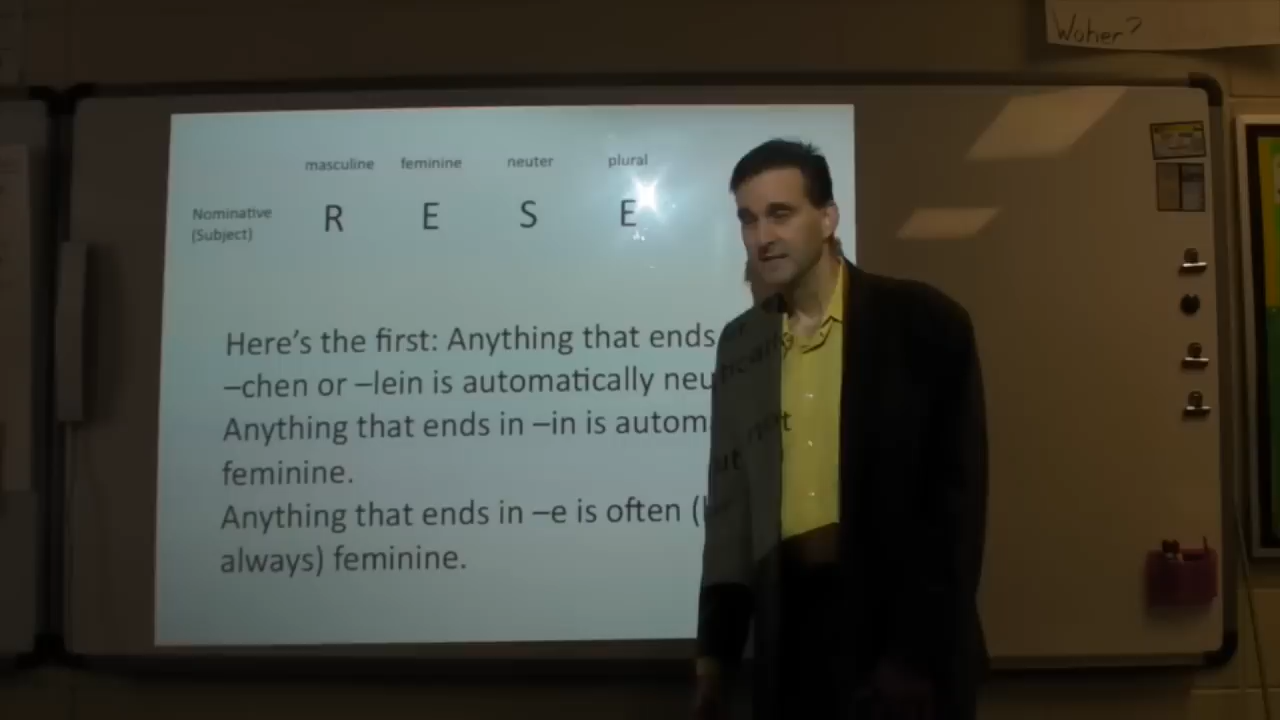 Woher?
masculine feminine neuter plural
Nominative
(Subject)
R E S E
Here's the first: Anything that ends
–chen or –lein is automatically neu
Anything that ends in –in is autom
feminine.
Anything that ends in –e is often (
always) feminine.